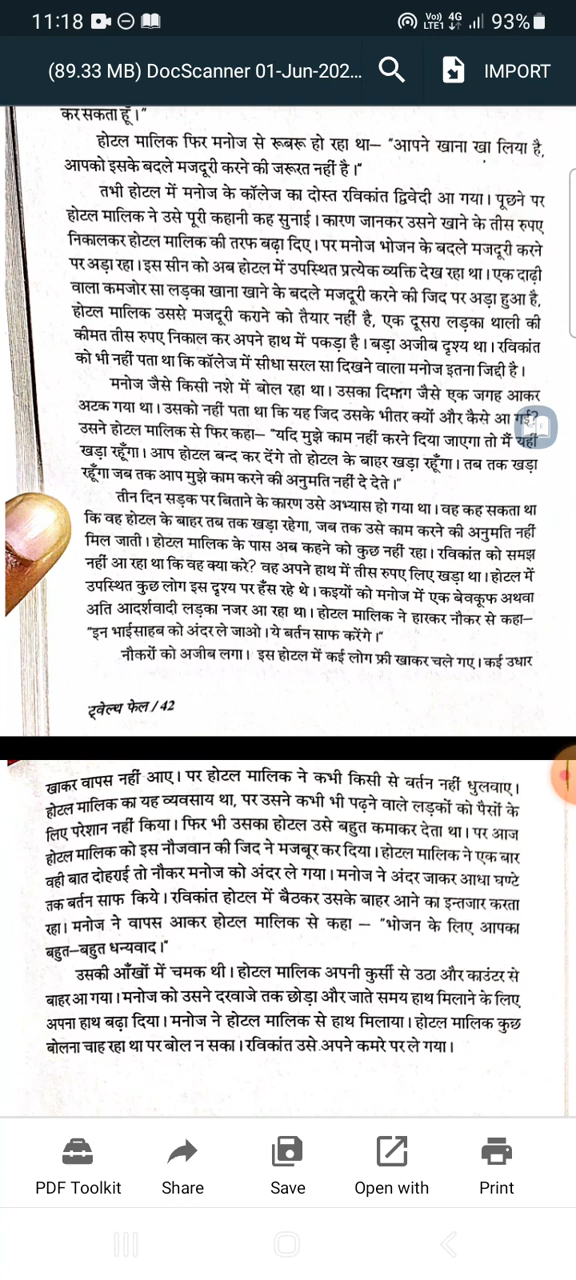 11:18
Vo) 4G LTE1 93%
(89.33 MB) DocScanner 01-Jun-202... IMPORT
कर सकता हूँ।"
होटल मालिक फिर मनोज से रूबरू हो रहा था— "आपने खाना खा लिया है,
आपको इसके बदले मजदूरी करने की जरूरत नहीं है।"
तभी होटल में मनोज के कॉलेज का दोस्त रविकांत द्विवेदी आ गया। पूछने पर
होटल मालिक ने उसे पूरी कहानी कह सुनाई। कारण जानकर उसने खाने के तीस रुपए
निकालकर होटल मालिक की तरफ बढ़ा दिए। पर मनोज भोजन के बदले मजदूरी करने
पर अड़ा रहा। इस सीन को अब होटल में उपस्थित प्रत्येक व्यक्ति देख रहा था। एक दाढ़ी
वाला कमजोर सा लड़का खाना खाने के बदले मजदूरी करने की जिद पर अड़ा हुआ है,
होटल मालिक उससे मजदूरी कराने को तैयार नहीं है, एक दूसरा लड़का थाली की
कीमत तीस रुपए निकाल कर अपने हाथ में पकड़ा है। बड़ा अजीब दृश्य था। रविकांत
को भी नहीं पता था कि कॉलेज में सीधा सरल सा दिखने वाला मनोज इतना जिद्दी है।
मनोज जैसे किसी नशे में बोल रहा था। उसका दिमाग जैसे एक जगह आकर
अटक गया था। उसको नहीं पता था कि यह जिद उसके भीतर क्यों और कैसे आ गई?
उसने होटल मालिक से फिर कहा— "यदि मुझे काम नहीं करने दिया जाएगा तो मैं यहीं
खड़ा रहूँगा। आप होटल बन्द कर देंगे तो होटल के बाहर खड़ा रहूँगा। तब तक खड़ा
रहूँगा जब तक आप मुझे काम करने की अनुमति नहीं दे देते।"
तीन दिन सड़क पर बिताने के कारण उसे अभ्यास हो गया था। वह कह सकता था
कि वह होटल के बाहर तब तक खड़ा रहेगा, जब तक उसे काम करने की अनुमति नहीं
मिल जाती। होटल मालिक के पास अब कहने को कुछ नहीं रहा। रविकांत को समझ
नहीं आ रहा था कि वह क्या करे? वह अपने हाथ में तीस रुपए लिए खड़ा था। होटल में
उपस्थित कुछ लोग इस दृश्य पर हँस रहे थे। कइयों को मनोज में एक बेवकूफ अथवा
अति आदर्शवादी लड़का नजर आ रहा था। होटल मालिक ने हारकर नौकर से कहा—
"इन भाईसाहब को अंदर ले जाओ। ये बर्तन साफ करेंगे।"
नौकरों को अजीब लगा। इस होटल में कई लोग फ्री खाकर चले गए। कई उधार
ट्वेल्थ फेल / 42
खाकर वापस नहीं आए। पर होटल मालिक ने कभी किसी से बर्तन नहीं धुलवाए।
होटल मालिक का यह व्यवसाय था, पर उसने कभी भी पढ़ने वाले लड़कों को पैसों के
लिए परेशान नहीं किया। फिर भी उसका होटल उसे बहुत कमाकर देता था। पर आज
होटल मालिक को इस नौजवान की जिद ने मजबूर कर दिया। होटल मालिक ने एक बार
वही बात दोहराई तो नौकर मनोज को अंदर ले गया। मनोज ने अंदर जाकर आधा घण्टे
तक बर्तन साफ किये। रविकांत होटल में बैठकर उसके बाहर आने का इन्तजार करता
रहा। मनोज ने वापस आकर होटल मालिक से कहा — "भोजन के लिए आपका
बहुत–बहुत धन्यवाद।"
उसकी आँखों में चमक थी। होटल मालिक अपनी कुर्सी से उठा और काउंटर से
बाहर आ गया। मनोज को उसने दरवाजे तक छोड़ा और जाते समय हाथ मिलाने के लिए
अपना हाथ बढ़ा दिया। मनोज ने होटल मालिक से हाथ मिलाया। होटल मालिक कुछ
बोलना चाह रहा था पर बोल न सका। रविकांत उसे अपने कमरे पर ले गया।
PDF Toolkit Share Save Open with Print